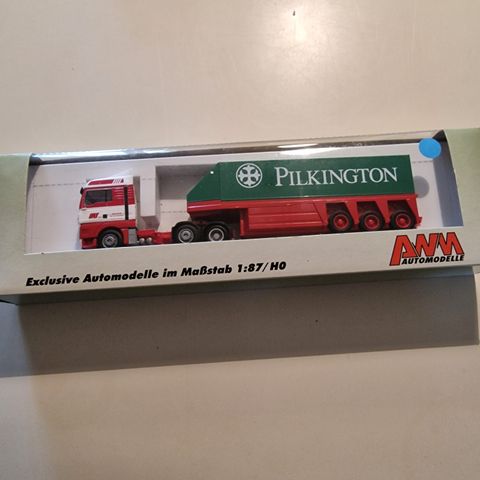 PILKINGTON
AWM
AUTOMODELLE
Exclusive Automodelle im Maßstab 1:87/H0